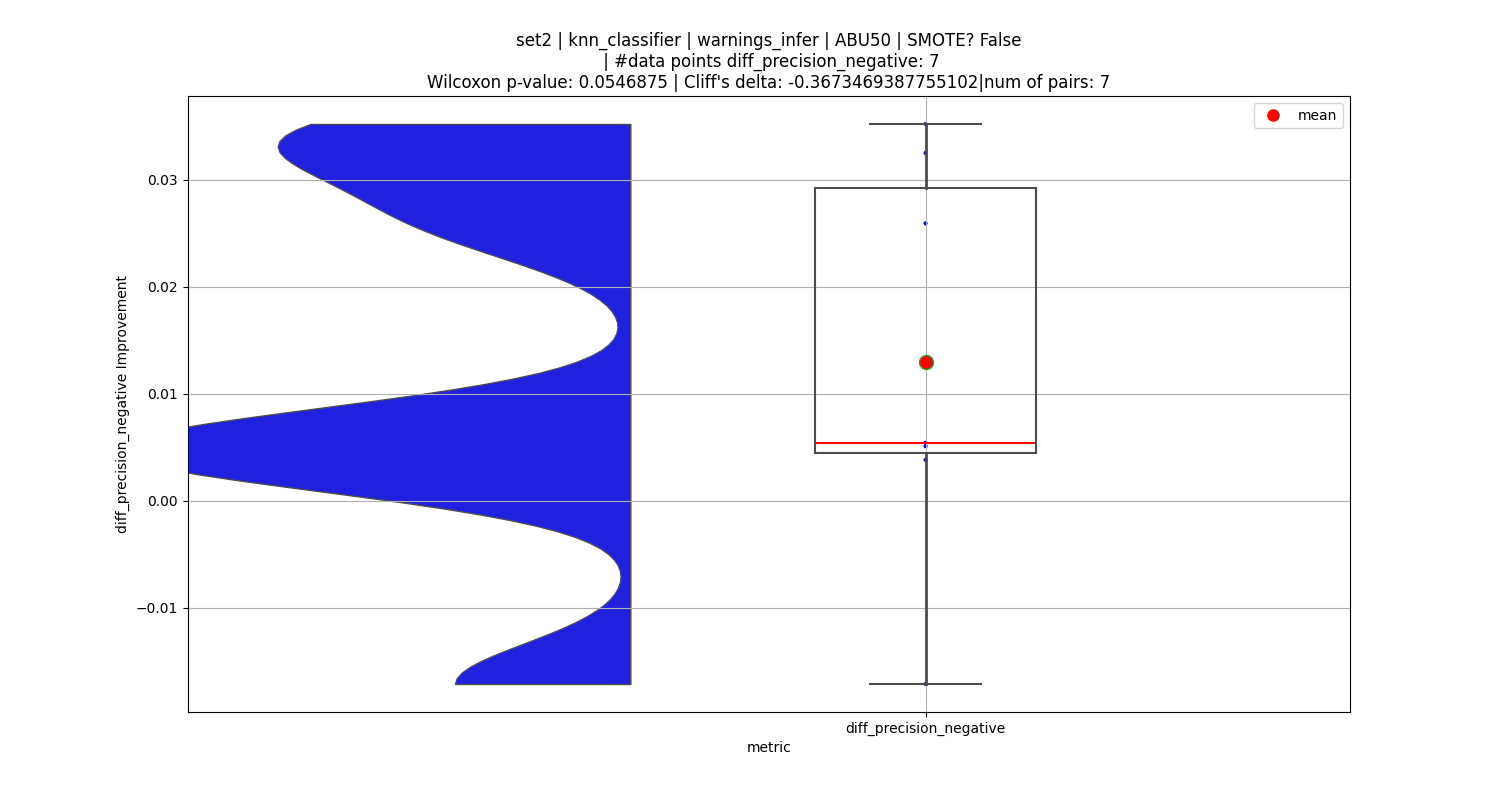 set2 | knn_classifier | warnings_infer | ABU50 | SMOTE? False
| #data points diff_precision_negative: 7
Wilcoxon p-value: 0.0546875 | Cliff's delta: -0.3673469387755102|num of pairs: 7
mean
0.03
0.02
0.01
0.00
−0.01
diff_precision_negative Improvement
diff_precision_negative
metric